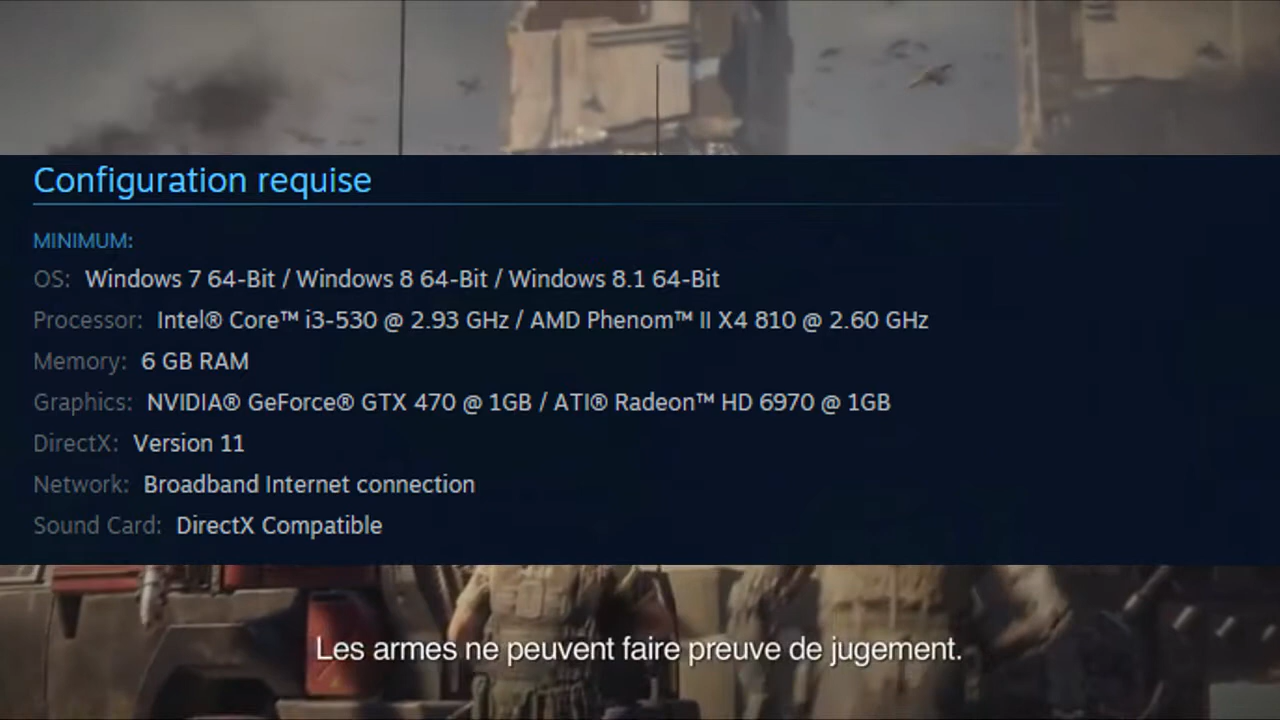 Configuration requise
MINIMUM:
OS: Windows 7 64-Bit / Windows 8 64-Bit / Windows 8.1 64-Bit
Processor: Intel® Core™ i3-530 @ 2.93 GHz / AMD Phenom™ II X4 810 @ 2.60 GHz
Memory: 6 GB RAM
Graphics: NVIDIA® GeForce® GTX 470 @ 1GB / ATI® Radeon™ HD 6970 @ 1GB
DirectX: Version 11
Network: Broadband Internet connection
Sound Card: DirectX Compatible
Les armes ne peuvent faire preuve de jugement.